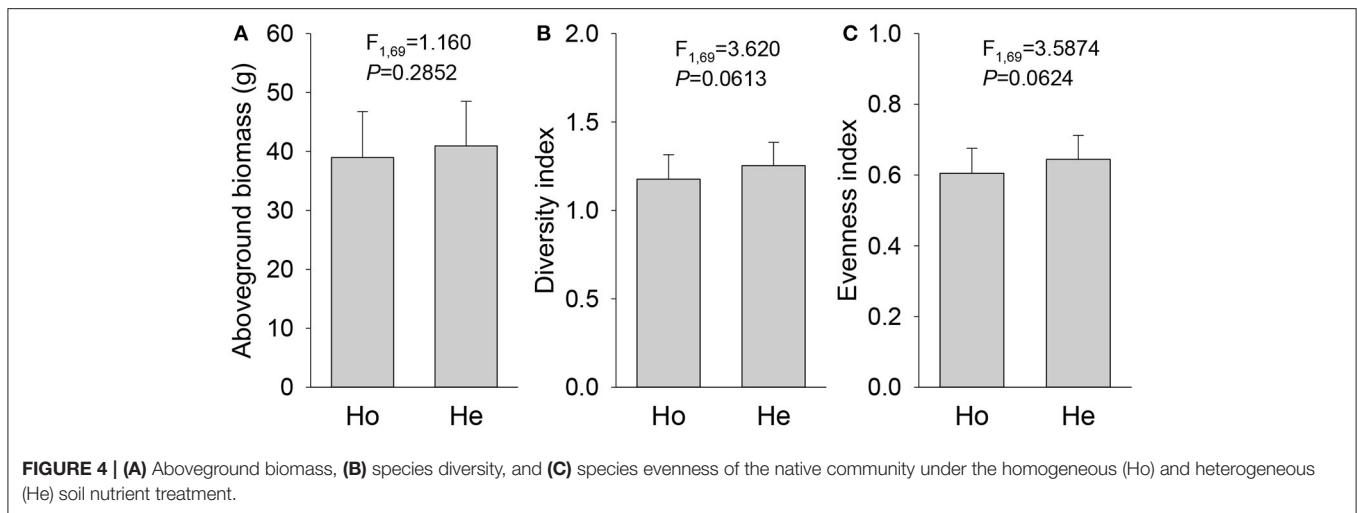 A
F1,69=1.160
P=0.2852
Aboveground biomass (g)
60
50
40
30
20
10
0
Ho He
B
F1,69=3.620
P=0.0613
Diversity index
2.0
1.5
1.0
0.5
0.0
Ho He
C
F1,69=3.5874
P=0.0624
Evenness index
1.0
0.8
0.6
0.4
0.2
0.0
Ho He
FIGURE 4 | (A) Aboveground biomass, (B) species diversity, and (C) species evenness of the native community under the homogeneous (Ho) and heterogeneous
(He) soil nutrient treatment.